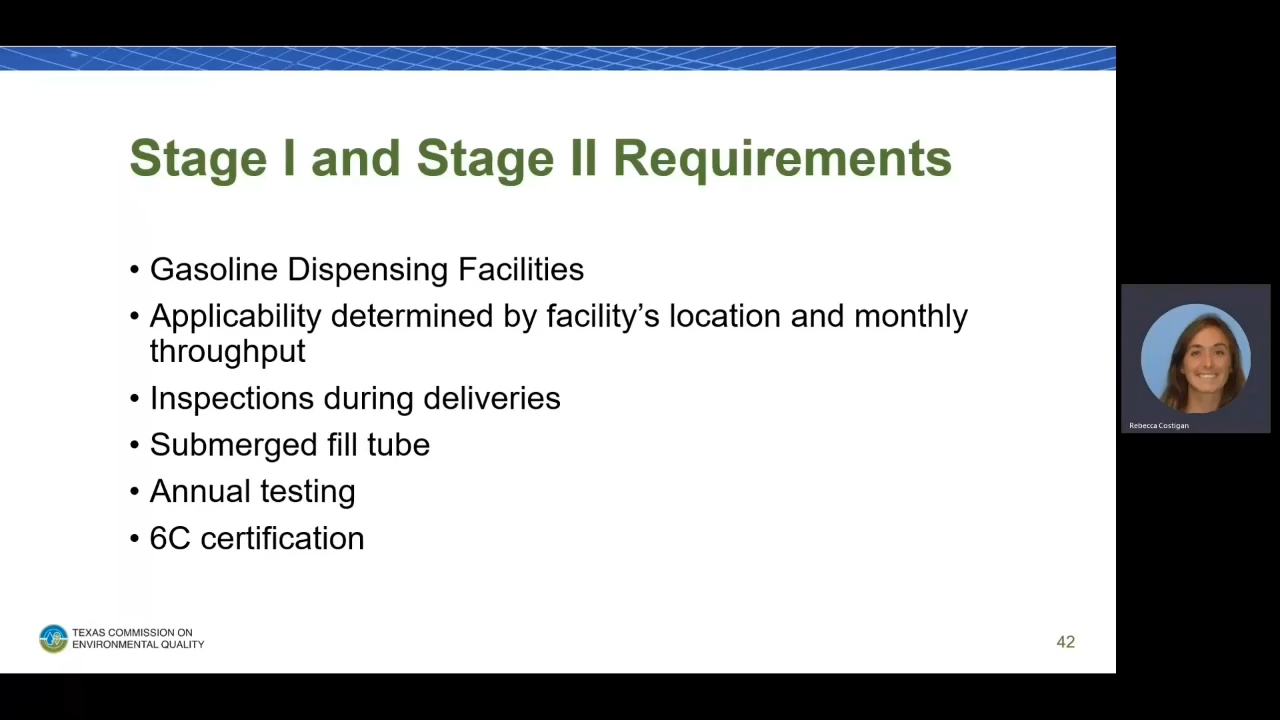 Stage I and Stage II Requirements
• Gasoline Dispensing Facilities
• Applicability determined by facility’s location and monthly
throughput
• Inspections during deliveries
• Submerged fill tube
• Annual testing
• 6C certification
Rebecca Costigan
TEXAS COMMISSION ON
ENVIRONMENTAL QUALITY
42